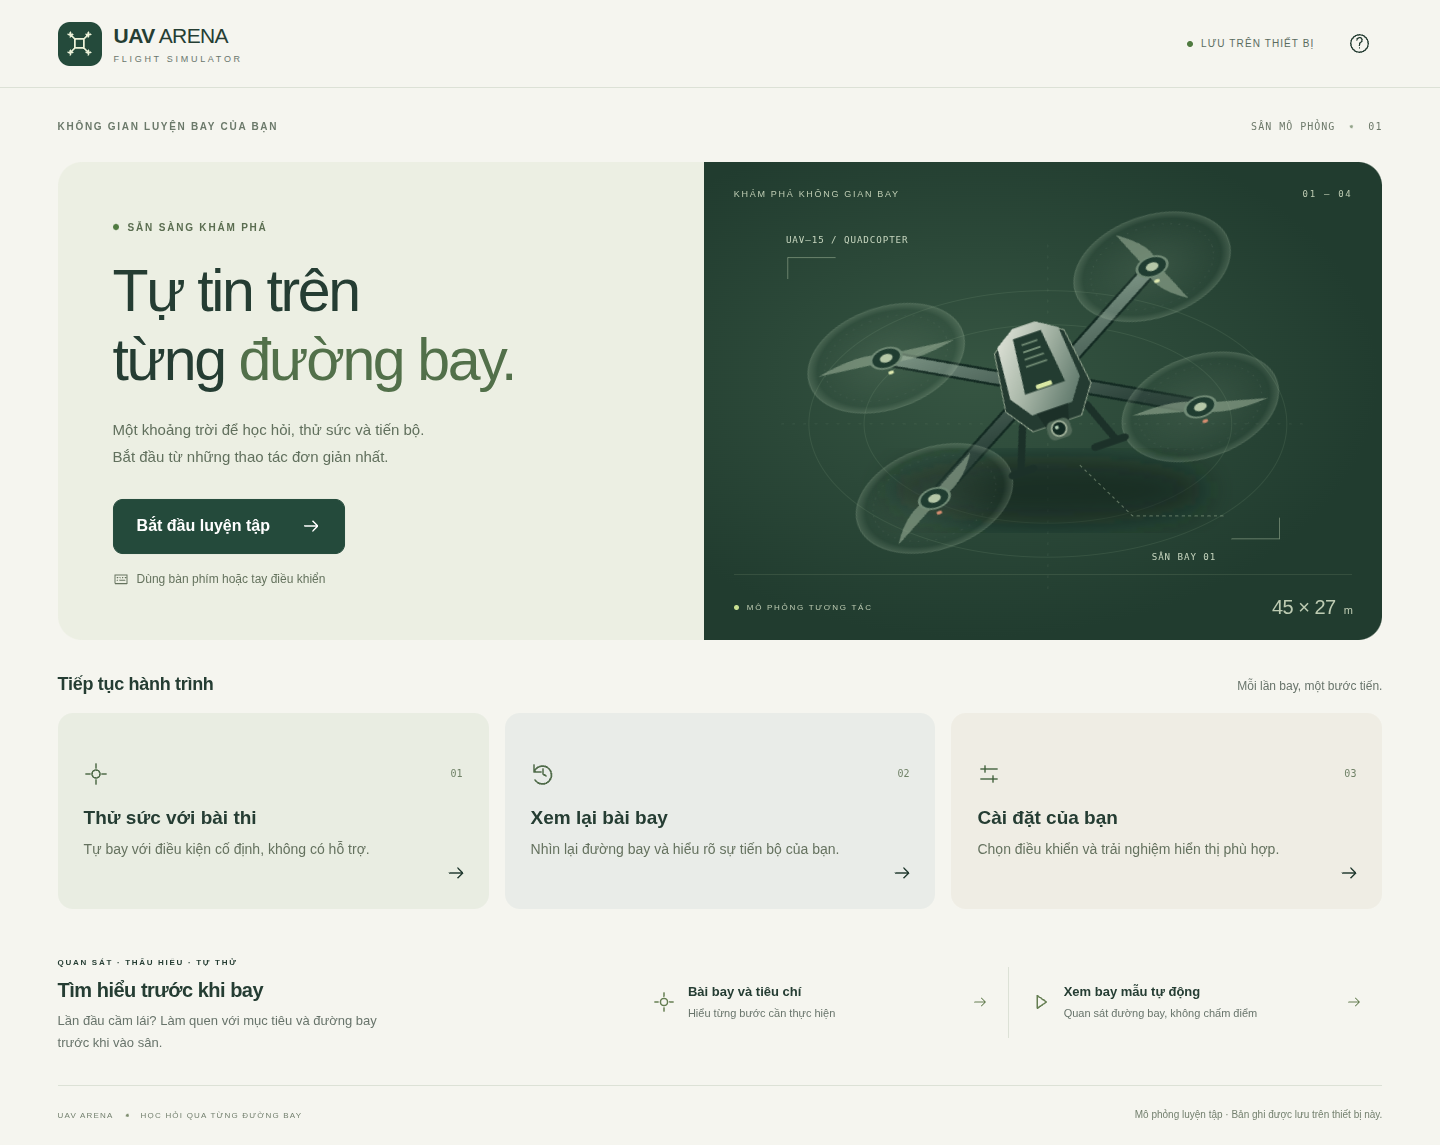 UAV ARENA
FLIGHT SIMULATOR
LƯU TRÊN THIẾT BỊ
KHÔNG GIAN LUYỆN BAY CỦA BẠN
SÂN MÔ PHỎNG • 01
SẴN SÀNG KHÁM PHÁ
Tự tin trên
từng đường bay.
Một khoảng trời để học hỏi, thử sức và tiến bộ.
Bắt đầu từ những thao tác đơn giản nhất.
Bắt đầu luyện tập
Dùng bàn phím hoặc tay điều khiển
KHÁM PHÁ KHÔNG GIAN BAY
01 — 04
UAV—15 / QUADCOPTER
SÂN BAY 01
MÔ PHỎNG TƯƠNG TÁC
45 × 27 m
Tiếp tục hành trình
Mỗi lần bay, một bước tiến.
01
Thử sức với bài thi
Tự bay với điều kiện cố định, không có hỗ trợ.
02
Xem lại bài bay
Nhìn lại đường bay và hiểu rõ sự tiến bộ của bạn.
03
Cài đặt của bạn
Chọn điều khiển và trải nghiệm hiển thị phù hợp.
QUAN SÁT · THẤU HIỂU · TỰ THỬ
Tìm hiểu trước khi bay
Lần đầu cầm lái? Làm quen với mục tiêu và đường bay
trước khi vào sân.
Bài bay và tiêu chí
Hiểu từng bước cần thực hiện
Xem bay mẫu tự động
Quan sát đường bay, không chấm điểm
UAV ARENA • HỌC HỎI QUA TỪNG ĐƯỜNG BAY
Mô phỏng luyện tập · Bản ghi được lưu trên thiết bị này.